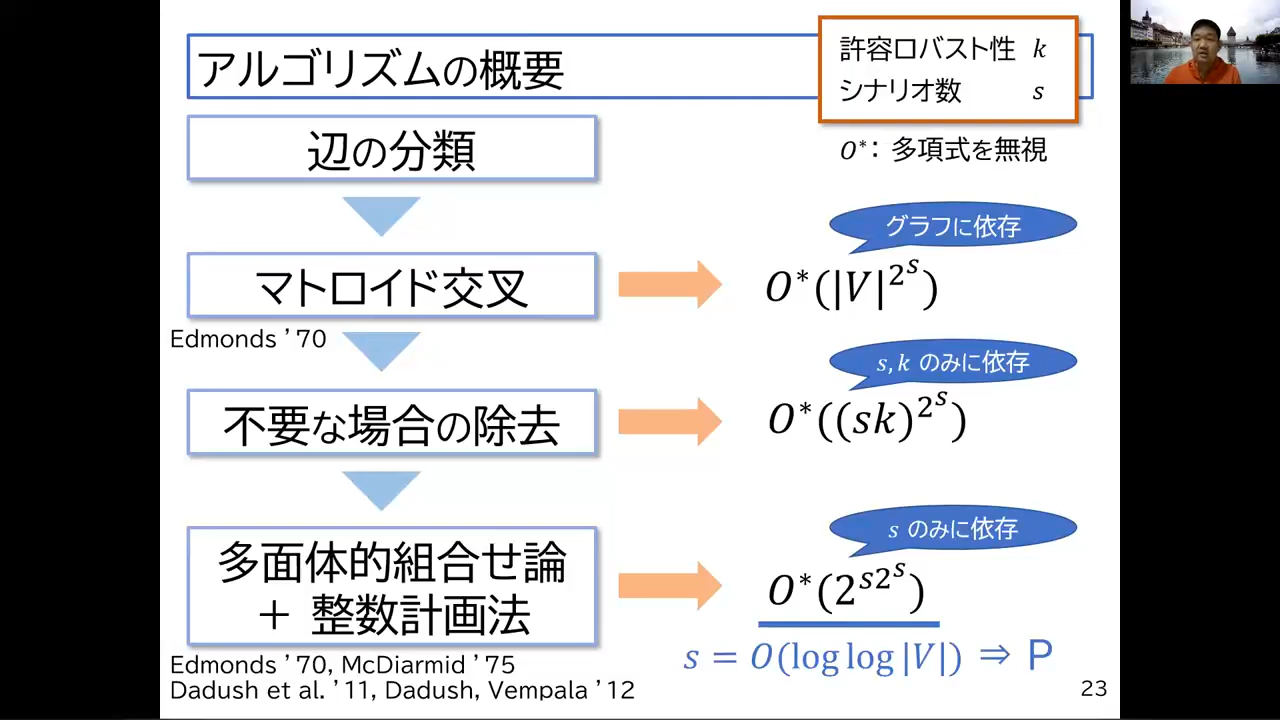 アルゴリズムの概要
許容ロバスト性 k
シナリオ数 s
O*: 多項式を無視
辺の分類
グラフに依存
マトロイド交叉
O*(|V|^{2^s})
Edmonds ’70
s, k のみに依存
不要な場合の除去
O*((sk)^{2^s})
s のみに依存
多面体的組合せ論
+ 整数計画法
O*(2^{s2^s})
s = O(log log |V|) ⇒ P
Edmonds ’70, McDiarmid ’75
Dadush et al. ’11, Dadush, Vempala ’12
23